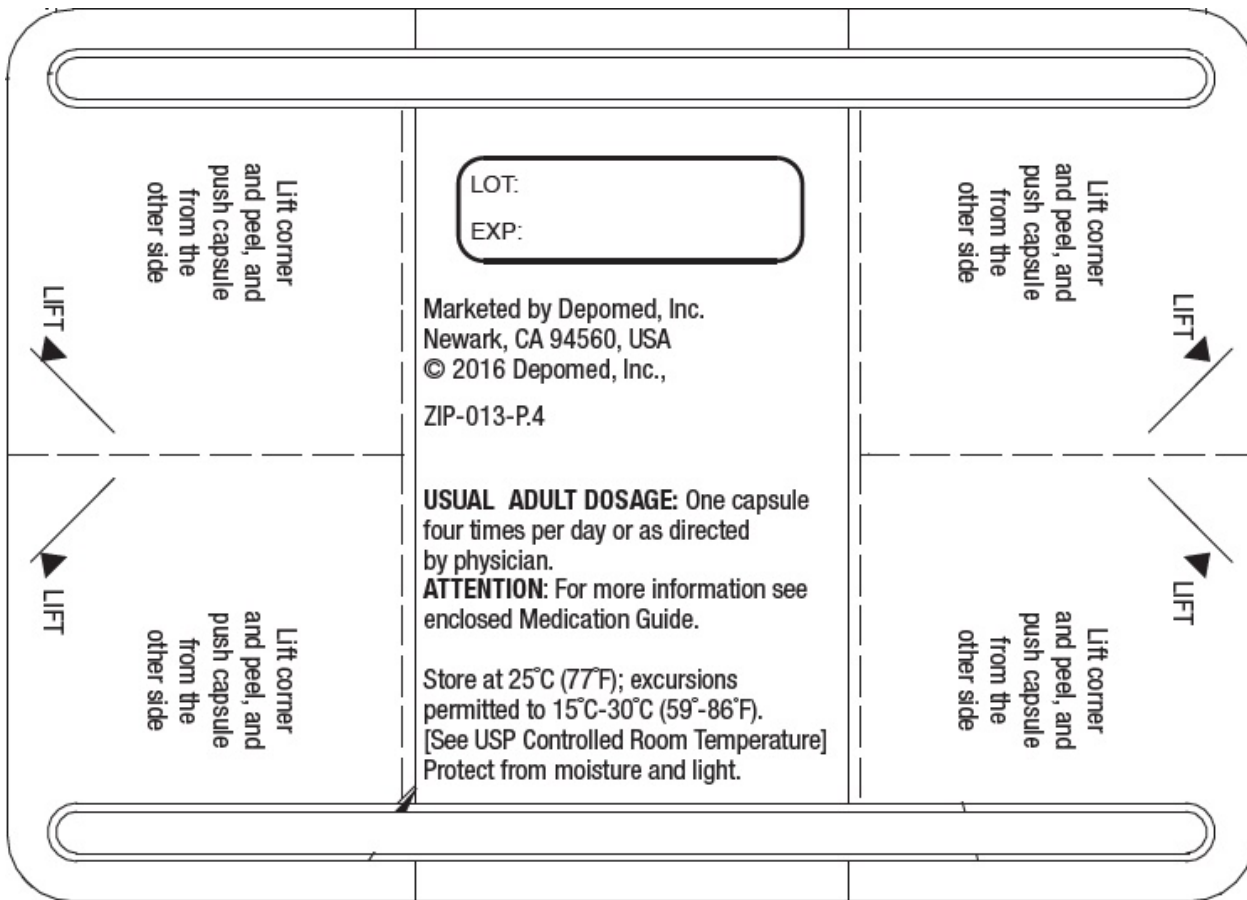 Lift corner
and peel, and
push capsule
from the
other side
LIFT
LIFT
Lift corner
and peel, and
push capsule
from the
other side
LOT:
EXP:
Marketed by Depomed, Inc.
Newark, CA 94560, USA
© 2016 Depomed, Inc.,
ZIP-013-P.4
USUAL ADULT DOSAGE: One capsule
four times per day or as directed
by physician.
ATTENTION: For more information see
enclosed Medication Guide.
Store at 25°C (77°F); excursions
permitted to 15°C-30°C (59°-86°F).
[See USP Controlled Room Temperature]
Protect from moisture and light.
Lift corner
and peel, and
push capsule
from the
other side
LIFT
LIFT
Lift corner
and peel, and
push capsule
from the
other side